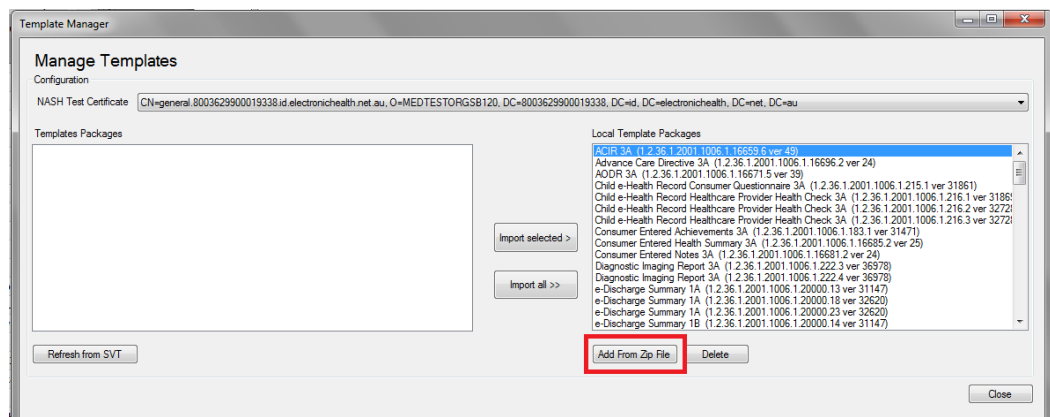 Template Manager
Manage Templates
Configuration
NASH Test Certificate CN=general.8003629900019338.id.electronichealth.net.au, O=MEDTESTORGSB120, DC=8003629900019338, DC=id, DC=electronichealth, DC=net, DC=au
Templates Packages
Local Template Packages
ACIR 3A (1.2.36.1.2001.1006.1.16659.6 ver 49)
Advance Care Directive 3A (1.2.36.1.2001.1006.1.16696.2 ver 24)
AODR 3A (1.2.36.1.2001.1006.1.16671.5 ver 39)
Child e-Health Record Consumer Questionnaire 3A (1.2.36.1.2001.1006.1.215.1 ver 31861)
Child e-Health Record Healthcare Provider Health Check 3A (1.2.36.1.2001.1006.1.216.1 ver 3186
Child e-Health Record Healthcare Provider Health Check 3A (1.2.36.1.2001.1006.1.216.2 ver 3272
Child e-Health Record Healthcare Provider Health Check 3A (1.2.36.1.2001.1006.1.216.3 ver 3272
Consumer Entered Achievements 3A (1.2.36.1.2001.1006.1.183.1 ver 31471)
Consumer Entered Health Summary 3A (1.2.36.1.2001.1006.1.16685.2 ver 25)
Consumer Entered Notes 3A (1.2.36.1.2001.1006.1.16681.2 ver 24)
Diagnostic Imaging Report 3A (1.2.36.1.2001.1006.1.222.3 ver 36978)
Diagnostic Imaging Report 3A (1.2.36.1.2001.1006.1.222.4 ver 36978)
e-Discharge Summary 1A (1.2.36.1.2001.1006.1.20000.13 ver 31147)
e-Discharge Summary 1A (1.2.36.1.2001.1006.1.20000.18 ver 32620)
e-Discharge Summary 1A (1.2.36.1.2001.1006.1.20000.23 ver 32620)
e-Discharge Summary 1B (1.2.36.1.2001.1006.1.20000.14 ver 31147)
Import selected >
Import all >>
Refresh from SVT
Add From Zip File
Delete
Close